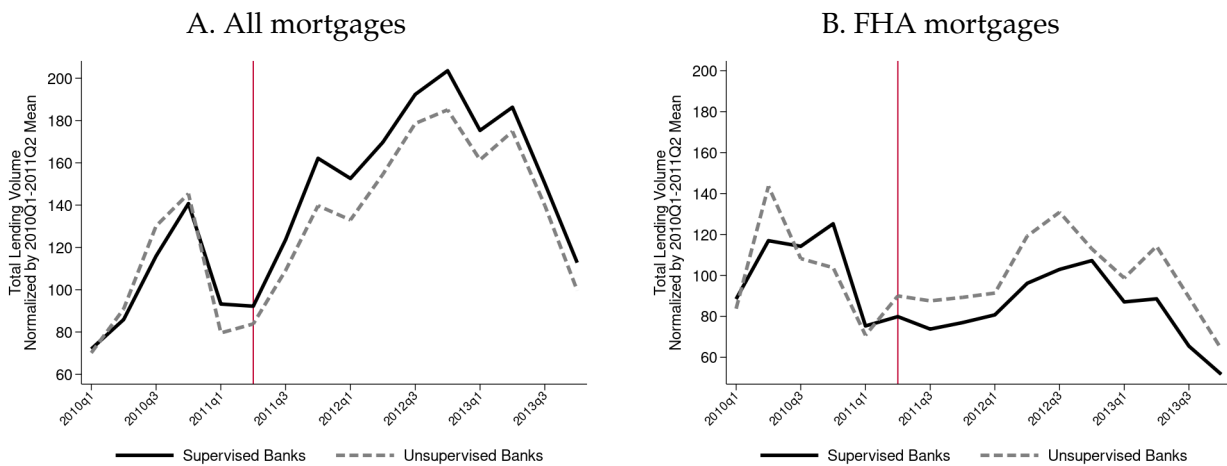 A. All mortgages
Total Lending Volume
Normalized by 2010Q1-2011Q2 Mean
200
180
160
140
120
100
80
60
2010q1
2010q3
2011q1
2011q3
2012q1
2012q3
2013q1
2013q3
Supervised Banks
Unsupervised Banks
B. FHA mortgages
Total Lending Volume
Normalized by 2010Q1-2011Q2 Mean
200
180
160
140
120
100
80
60
2010q1
2010q3
2011q1
2011q3
2012q1
2012q3
2013q1
2013q3
Supervised Banks
Unsupervised Banks